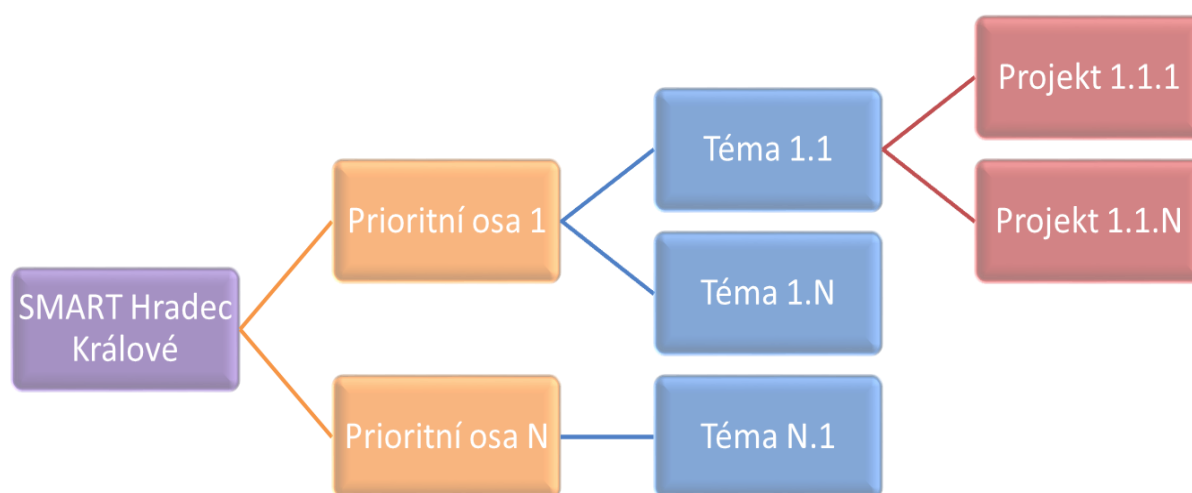 SMART Hradec
Králové
Prioritní osa 1
Téma 1.1
Projekt 1.1.1
Projekt 1.1.N
Téma 1.N
Prioritní osa N
Téma N.1